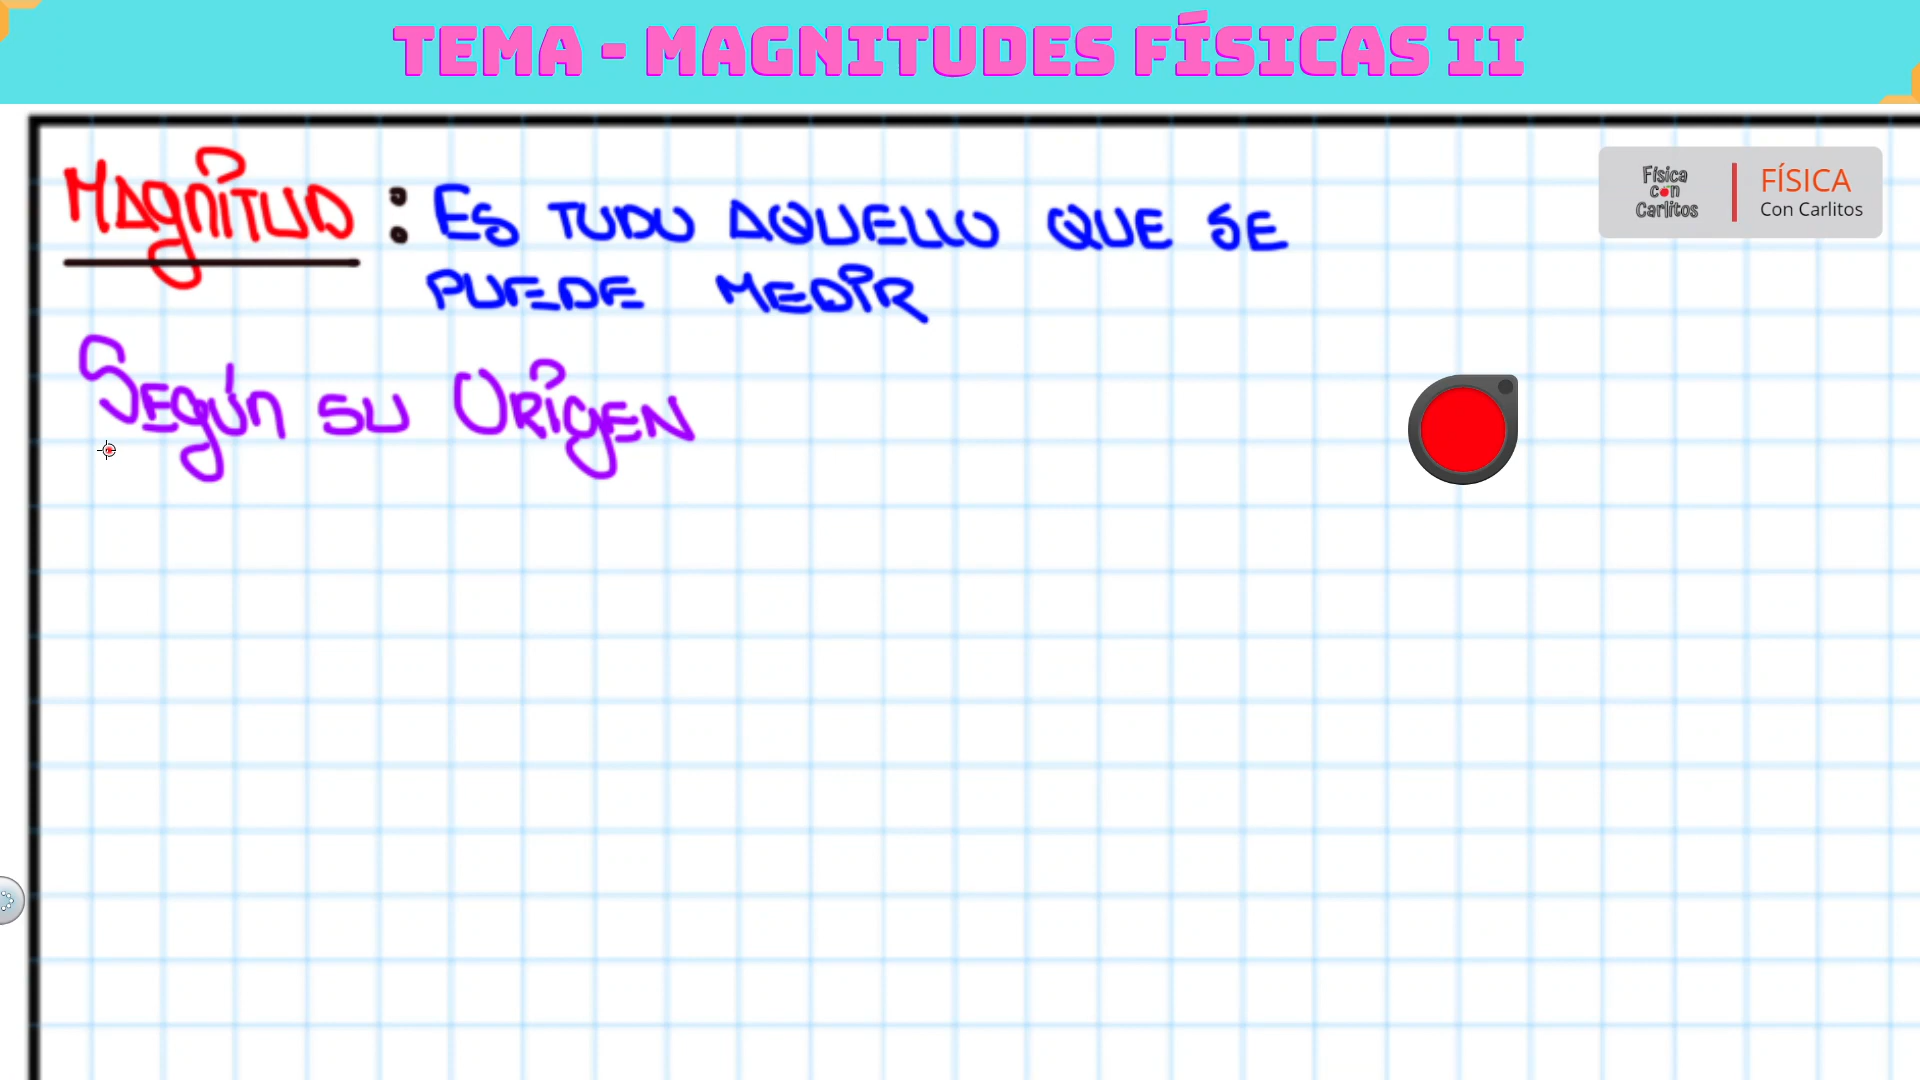 TEMA - MAGNITUDES FÍSICAS II
MAgniTUD : ES TODO AQUELLO QUE SE
PUEDE MEDIR
SEgún su ORigEN
Física con Carlitos
FÍSICA
Con Carlitos